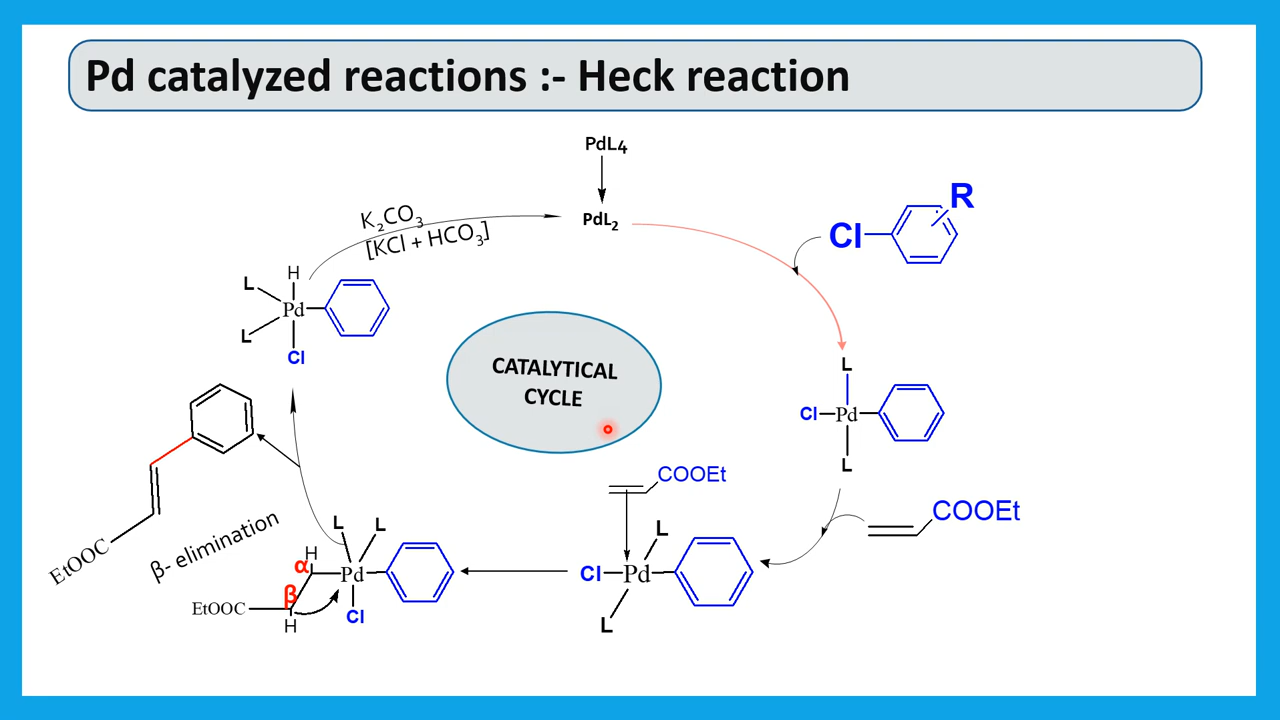 Pd catalyzed reactions :- Heck reaction
PdL4
PdL₂
K₂CO₃
[KCl + HCO₃]
Cl
R
H
L
Pd
L
Cl
CATALYTICAL
CYCLE
L
Cl Pd
L
COOEt
COOEt
L
Cl Pd
L
L L
H
α
Pd
β
EtOOC
Cl
H
β- elimination
EtOOC